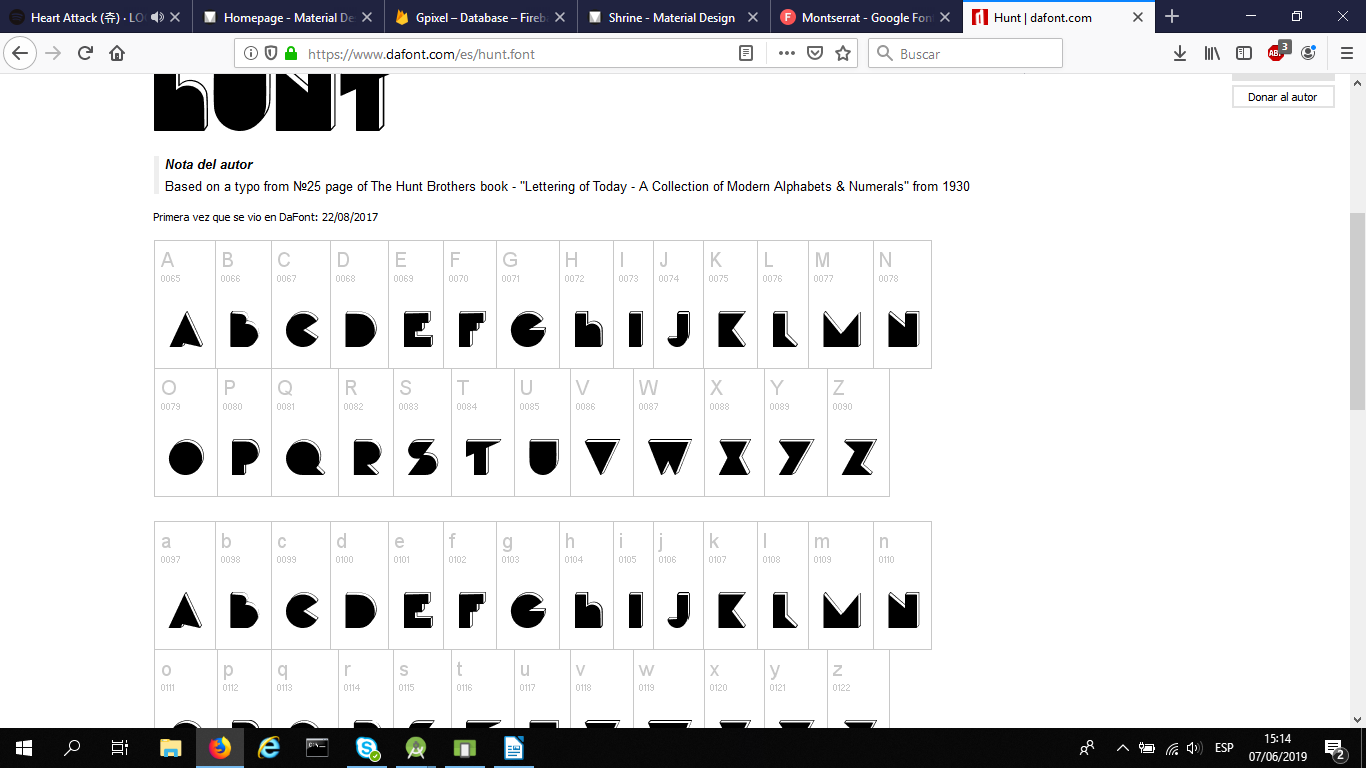 Heart Attack (츄) · LO
Homepage - Material De
Gpixel – Database – Fireb
Shrine - Material Design
Montserrat - Google Fon
Hunt | dafont.com
https://www.dafont.com/es/hunt.font
Buscar
3
HUNT
Donar al autor
Nota del autor
Based on a typo from №25 page of The Hunt Brothers book - "Lettering of Today - A Collection of Modern Alphabets & Numerals" from 1930
Primera vez que se vio en DaFont: 22/08/2017
A B C D E F G H I J K L M N
0065 0066 0067 0068 0069 0070 0071 0072 0073 0074 0075 0076 0077 0078
A B C D E F G h I J K L M N
O P Q R S T U V W X Y Z
0079 0080 0081 0082 0083 0084 0085 0086 0087 0088 0089 0090
O P Q R S T U V W X Y Z
a b c d e f g h i j k l m n
0097 0098 0099 0100 0101 0102 0103 0104 0105 0106 0107 0108 0109 0110
A B C D E F G h I J K L M N
o p q r s t u v w x y z
0111 0112 0113 0114 0115 0116 0117 0118 0119 0120 0121 0122
ESP
15:14
07/06/2019
2